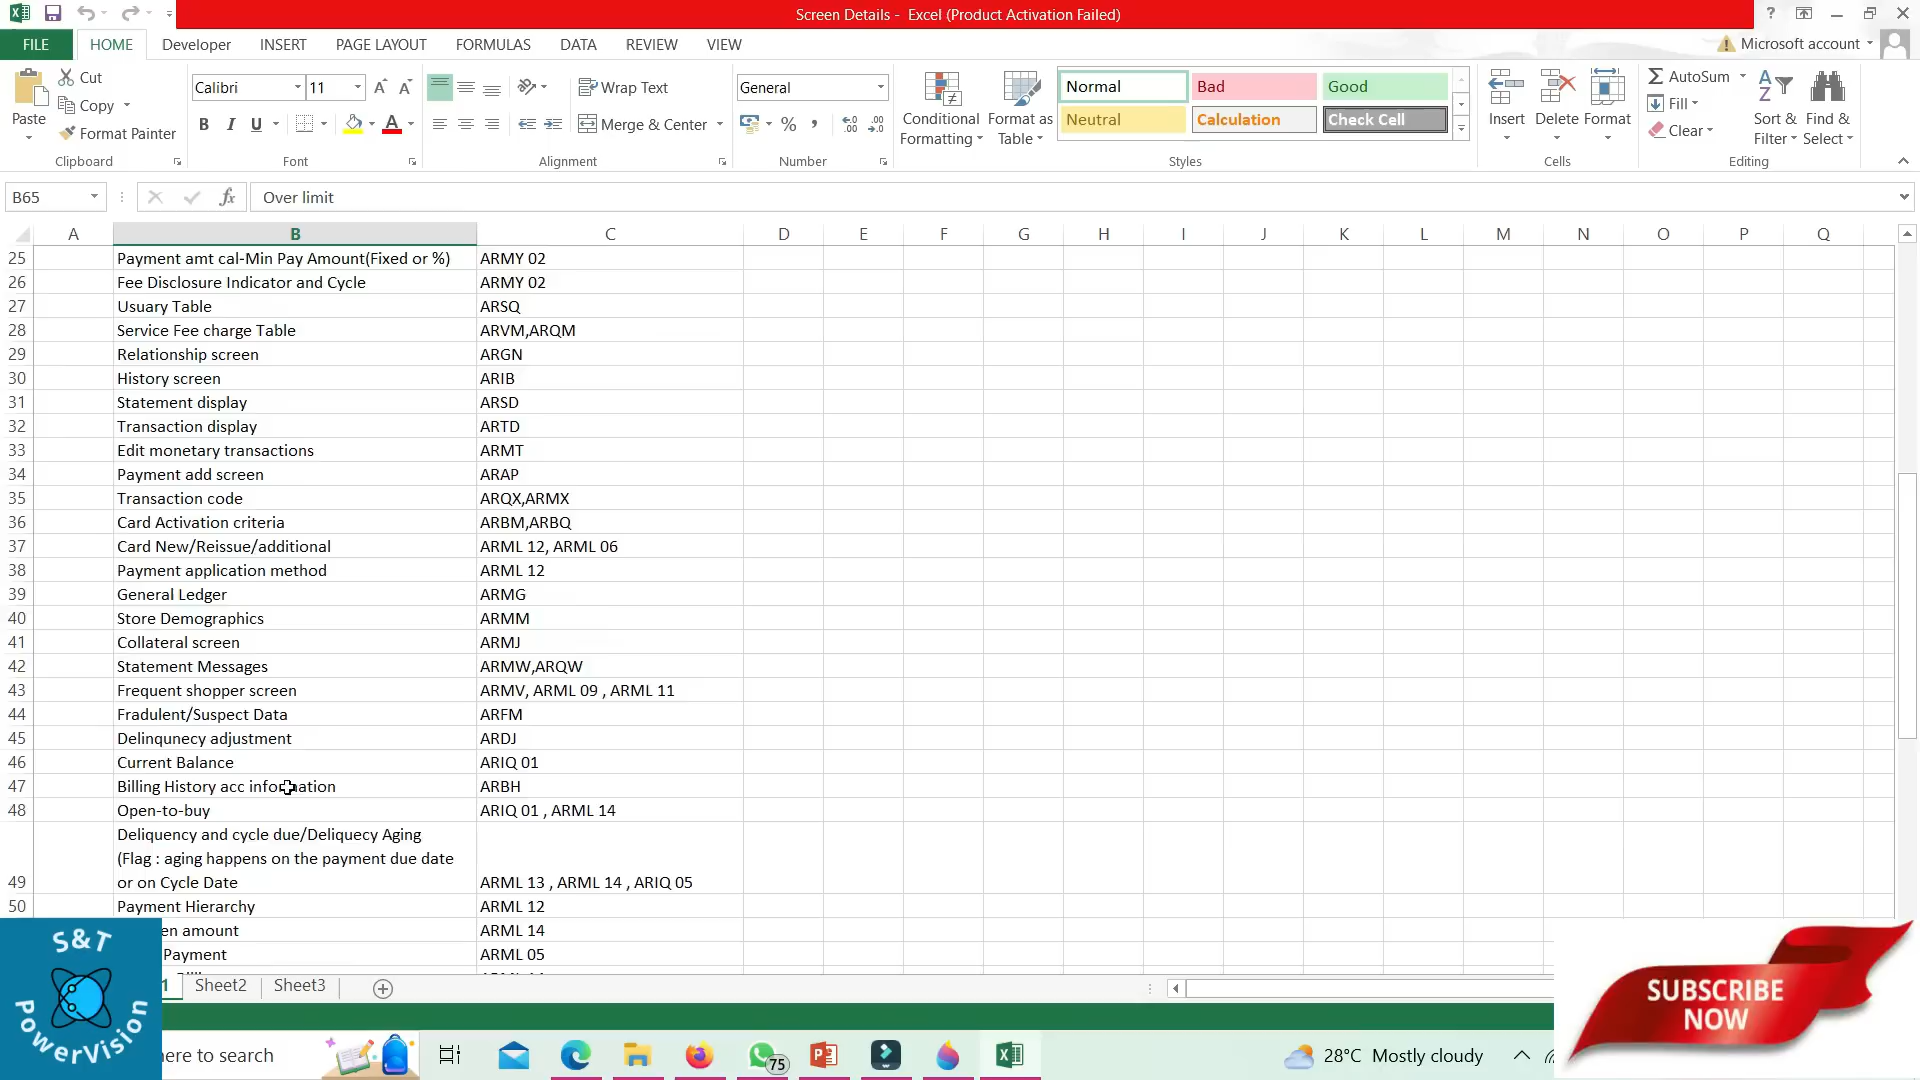 Screen Details - Excel (Product Activation Failed)
FILE HOME Developer INSERT PAGE LAYOUT FORMULAS DATA REVIEW VIEW Microsoft account
Paste
Cut
Copy
Format Painter
Calibri 11
B I U
Wrap Text
Merge & Center
General
Conditional Formatting
Format as Table
Normal Bad Good
Neutral Calculation Check Cell
Insert Delete Format
AutoSum
Fill
Clear
Sort & Filter
Find & Select
Clipboard Font Alignment Number Styles Cells Editing
B65 fx Over limit
A B C D E F G H I J K L M N O P Q
25 Payment amt cal-Min Pay Amount(Fixed or %) ARMY 02
26 Fee Disclosure Indicator and Cycle ARMY 02
27 Usuary Table ARSQ
28 Service Fee charge Table ARVM,ARQM
29 Relationship screen ARGN
30 History screen ARIB
31 Statement display ARSD
32 Transaction display ARTD
33 Edit monetary transactions ARMT
34 Payment add screen ARAP
35 Transaction code ARQX,ARMX
36 Card Activation criteria ARBM,ARBQ
37 Card New/Reissue/additional ARML 12, ARML 06
38 Payment application method ARML 12
39 General Ledger ARMG
40 Store Demographics ARMM
41 Collateral screen ARMJ
42 Statement Messages ARMW,ARQW
43 Frequent shopper screen ARMV, ARML 09 , ARML 11
44 Fradulent/Suspect Data ARFM
45 Delinqunecy adjustment ARDJ
46 Current Balance ARIQ 01
47 Billing History acc information ARBH
48 Open-to-buy ARIQ 01 , ARML 14
Deliquency and cycle due/Deliquecy Aging
(Flag : aging happens on the payment due date
49 or on Cycle Date ARML 13 , ARML 14 , ARIQ 05
50 Payment Hierarchy ARML 12
en amount ARML 14
Payment ARML 05
1 Sheet2 Sheet3
S&T
PowerVision
SUBSCRIBE
NOW
here to search 75 28°C Mostly cloudy